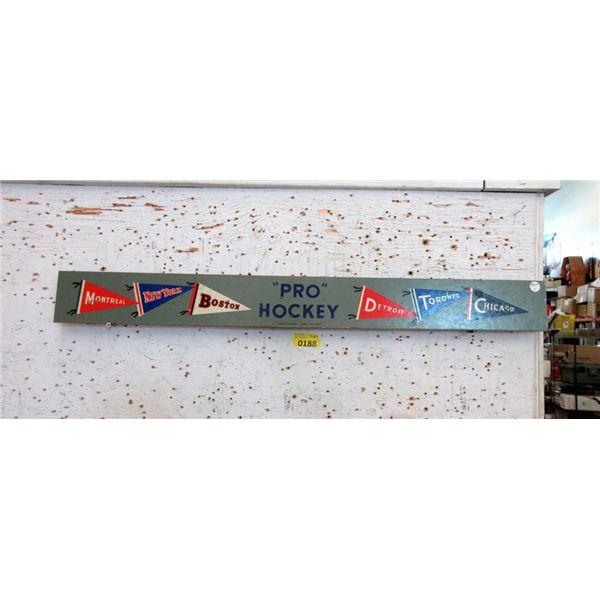 MONTREAL
NEW YORK
BOSTON
"PRO"
HOCKEY
DETROIT
TORONTO
CHICAGO
0188